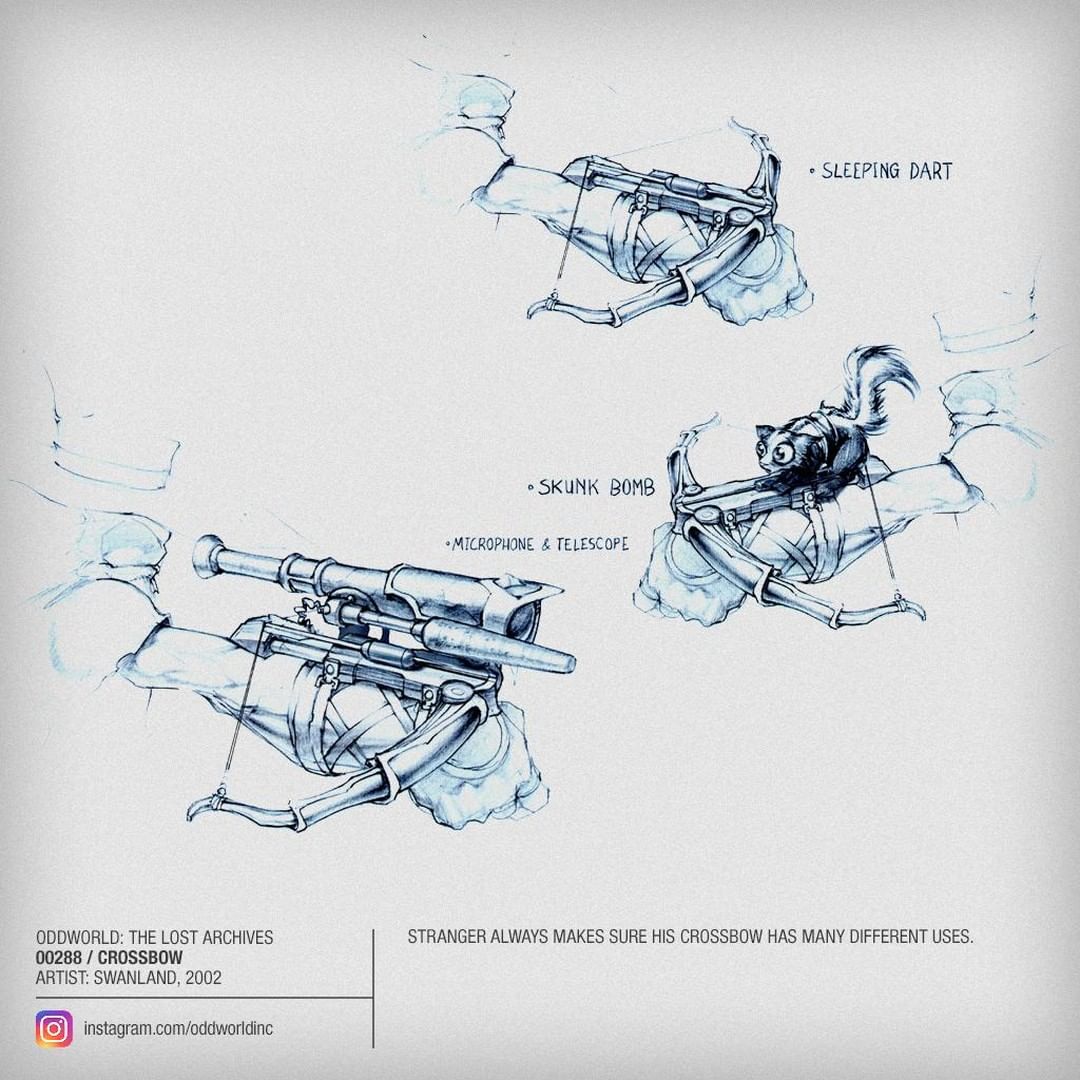 • SLEEPING DART
• SKUNK BOMB
• MICROPHONE & TELESCOPE
ODDWORLD: THE LOST ARCHIVES
00288 / CROSSBOW
ARTIST: SWANLAND, 2002
instagram.com/oddworldinc
STRANGER ALWAYS MAKES SURE HIS CROSSBOW HAS MANY DIFFERENT USES.